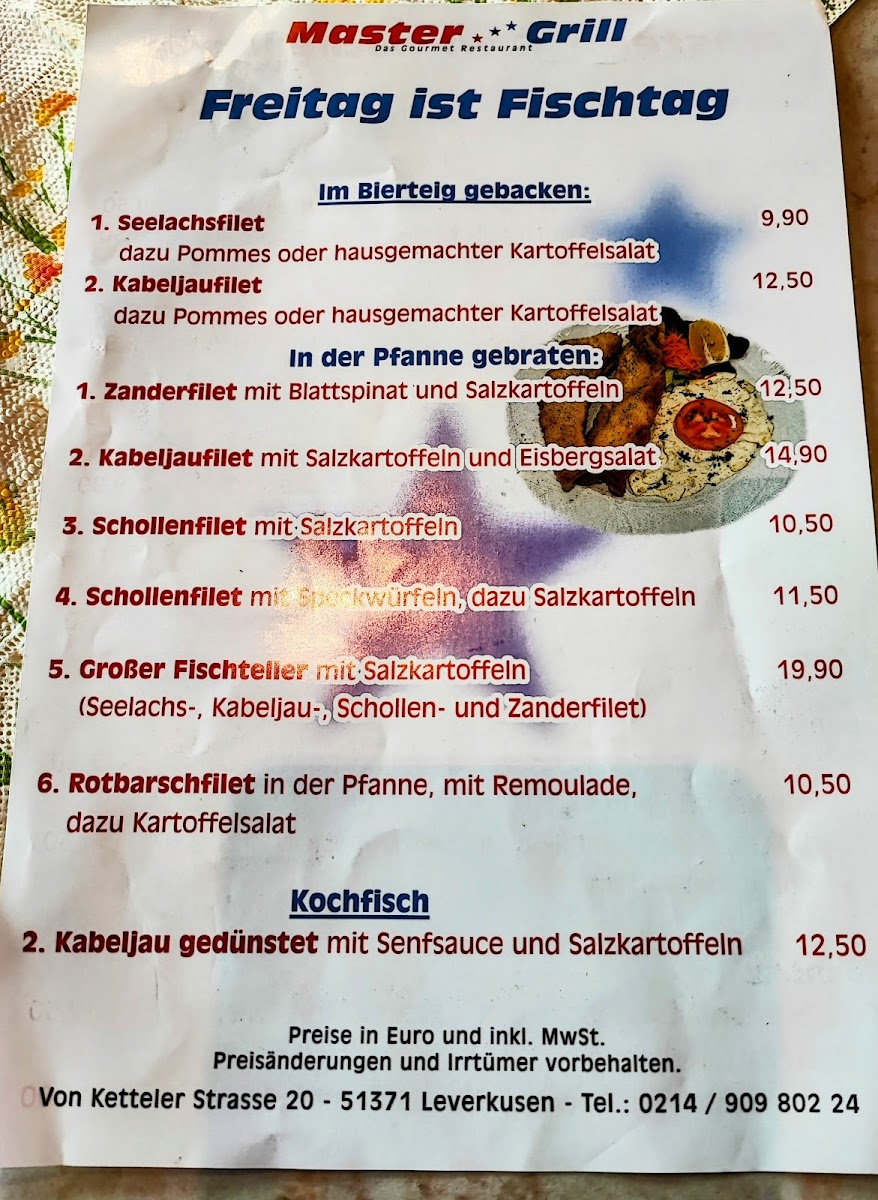 Master Grill
Das Gourmet Restaurant
Freitag ist Fischtag
Im Bierteig gebacken:
1. Seelachsfilet 9,90
dazu Pommes oder hausgemachter Kartoffelsalat
2. Kabeljaufilet 12,50
dazu Pommes oder hausgemachter Kartoffelsalat
In der Pfanne gebraten:
1. Zanderfilet mit Blattspinat und Salzkartoffeln 12,50
2. Kabeljaufilet mit Salzkartoffeln und Eisbergsalat 14,90
3. Schollenfilet mit Salzkartoffeln 10,50
4. Schollenfilet mit Speckwürfeln, dazu Salzkartoffeln 11,50
5. Großer Fischteller mit Salzkartoffeln 19,90
(Seelachs-, Kabeljau-, Schollen- und Zanderfilet)
6. Rotbarschfilet in der Pfanne, mit Remoulade, 10,50
dazu Kartoffelsalat
Kochfisch
2. Kabeljau gedünstet mit Senfsauce und Salzkartoffeln 12,50
Preise in Euro und inkl. MwSt.
Preisänderungen und Irrtümer vorbehalten.
Von Ketteler Strasse 20 - 51371 Leverkusen - Tel.: 0214 / 909 802 24